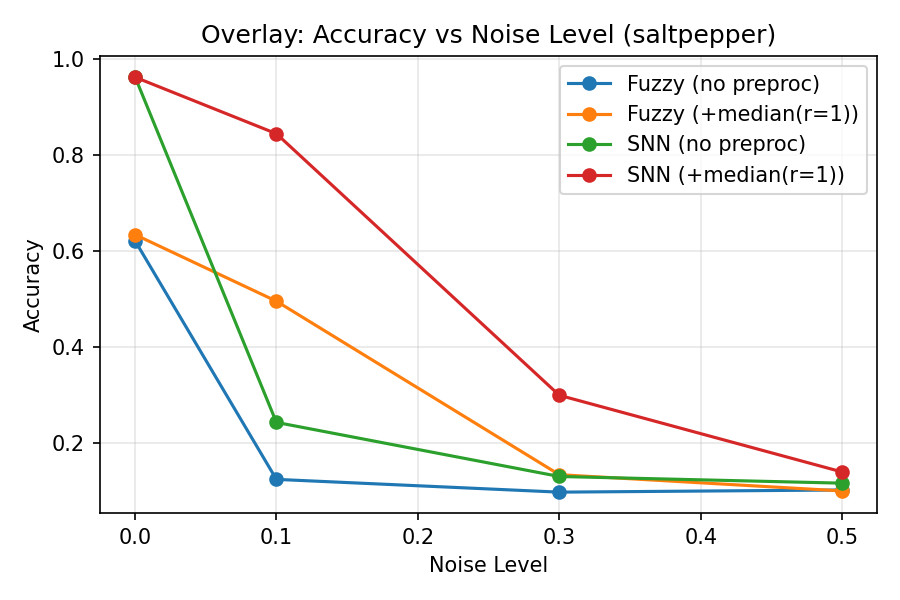 Overlay: Accuracy vs Noise Level (saltpepper)
Fuzzy (no preproc)
Fuzzy (+median(r=1))
SNN (no preproc)
SNN (+median(r=1))
Accuracy
1.0
0.8
0.6
0.4
0.2
0.0 0.1 0.2 0.3 0.4 0.5
Noise Level